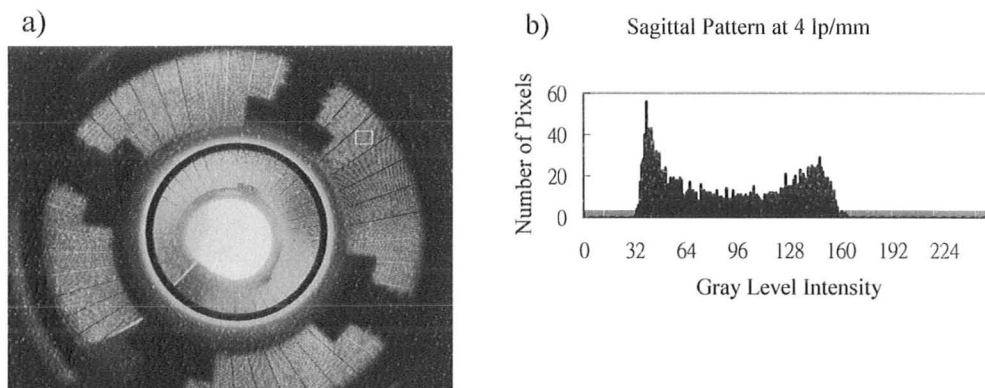 a)
b)
Sagittal Pattern at 4 lp/mm
Number of Pixels
60
40
20
0
0 32 64 96 128 160 192 224
Gray Level Intensity